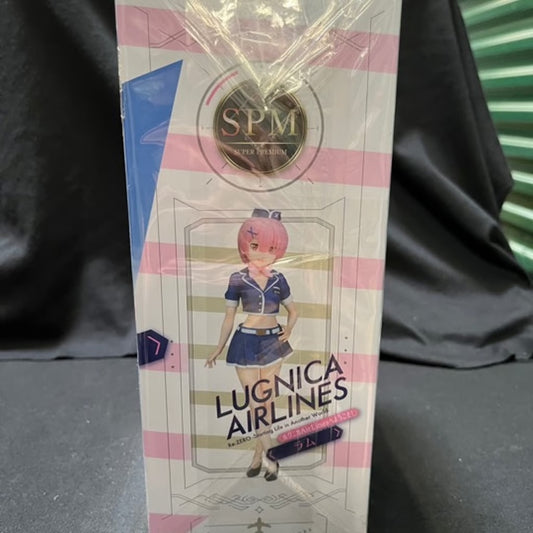 SPM
SUPER PREMIUM
LUGNICA
AIRLINES
Re:ZERO -Starting Life in Another World-
ラム